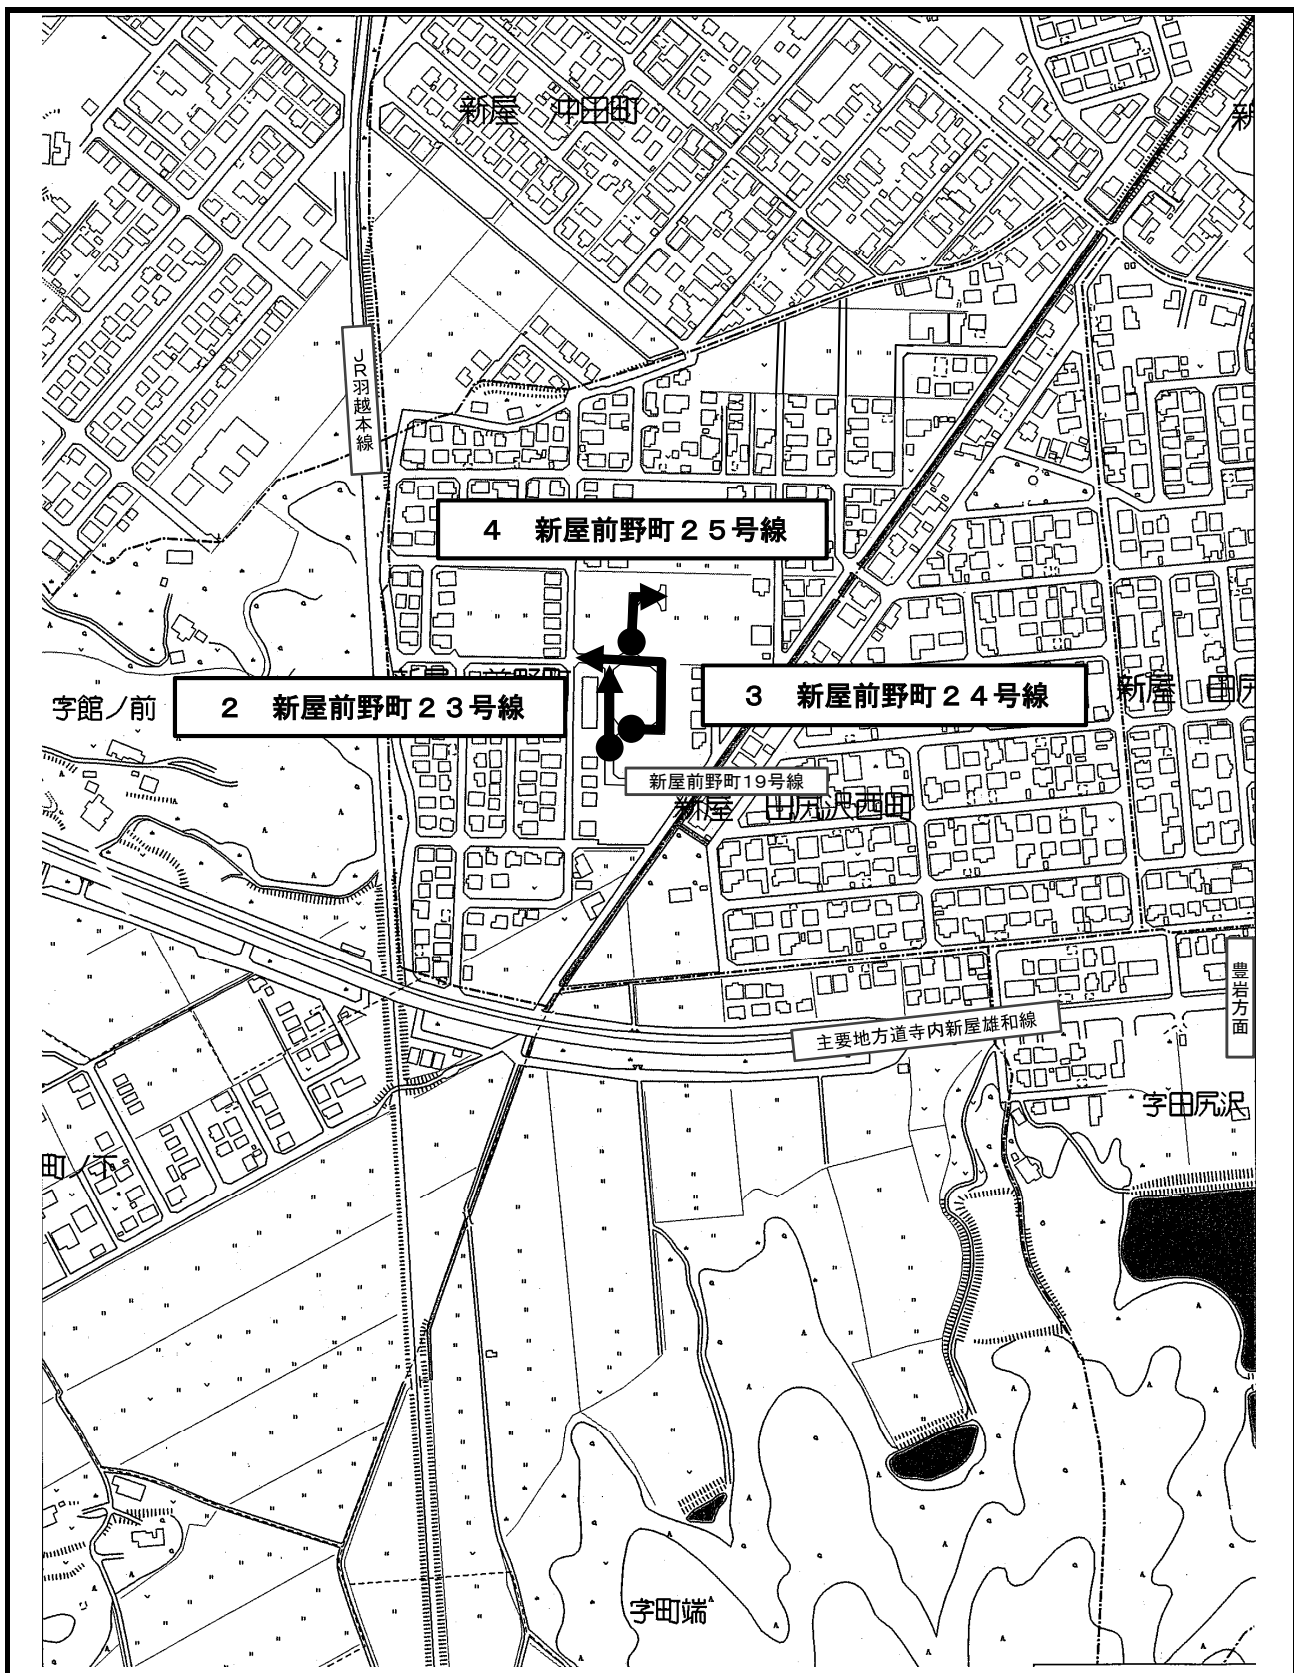 新屋　沖田町
新
JR羽越本線
4　新屋前野町２５号線
字館ノ前
2　新屋前野町２３号線
3　新屋前野町２４号線
新屋　田尻
新屋前野町19号線
新屋　田尻沢西町
豊岩方面
主要地方道寺内新屋雄和線
字田尻沢
町ノ下
字町端